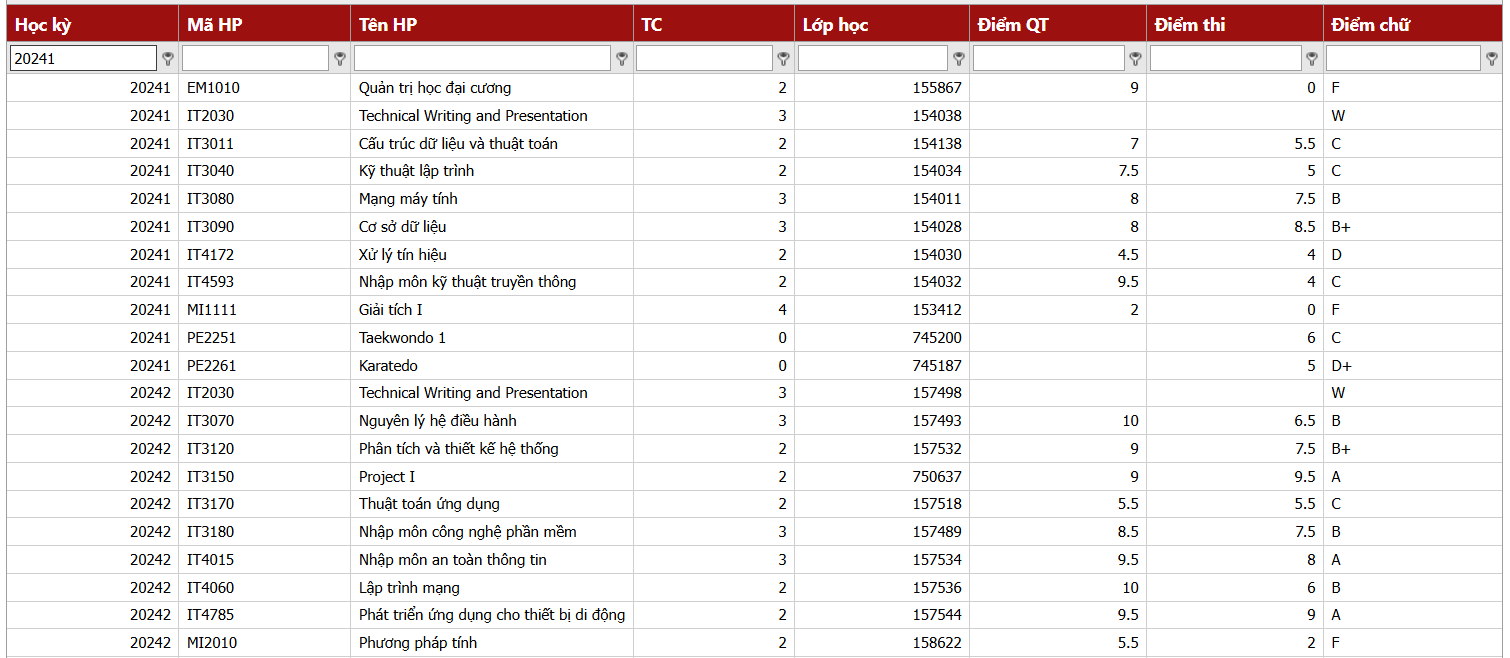 Học kỳ Mã HP Tên HP TC Lớp học Điểm QT Điểm thi Điểm chữ
20241
20241 EM1010 Quản trị học đại cương 2 155867 9 0 F
20241 IT2030 Technical Writing and Presentation 3 154038 W
20241 IT3011 Cấu trúc dữ liệu và thuật toán 2 154138 7 5.5 C
20241 IT3040 Kỹ thuật lập trình 2 154034 7.5 5 C
20241 IT3080 Mạng máy tính 3 154011 8 7.5 B
20241 IT3090 Cơ sở dữ liệu 3 154028 8 8.5 B+
20241 IT4172 Xử lý tín hiệu 2 154030 4.5 4 D
20241 IT4593 Nhập môn kỹ thuật truyền thông 2 154032 9.5 4 C
20241 MI1111 Giải tích I 4 153412 2 0 F
20241 PE2251 Taekwondo 1 0 745200 6 C
20241 PE2261 Karatedo 0 745187 5 D+
20242 IT2030 Technical Writing and Presentation 3 157498 W
20242 IT3070 Nguyên lý hệ điều hành 3 157493 10 6.5 B
20242 IT3120 Phân tích và thiết kế hệ thống 2 157532 9 7.5 B+
20242 IT3150 Project I 2 750637 9 9.5 A
20242 IT3170 Thuật toán ứng dụng 2 157518 5.5 5.5 C
20242 IT3180 Nhập môn công nghệ phần mềm 3 157489 8.5 7.5 B
20242 IT4015 Nhập môn an toàn thông tin 3 157534 9.5 8 A
20242 IT4060 Lập trình mạng 2 157536 10 6 B
20242 IT4785 Phát triển ứng dụng cho thiết bị di động 2 157544 9.5 9 A
20242 MI2010 Phương pháp tính 2 158622 5.5 2 F